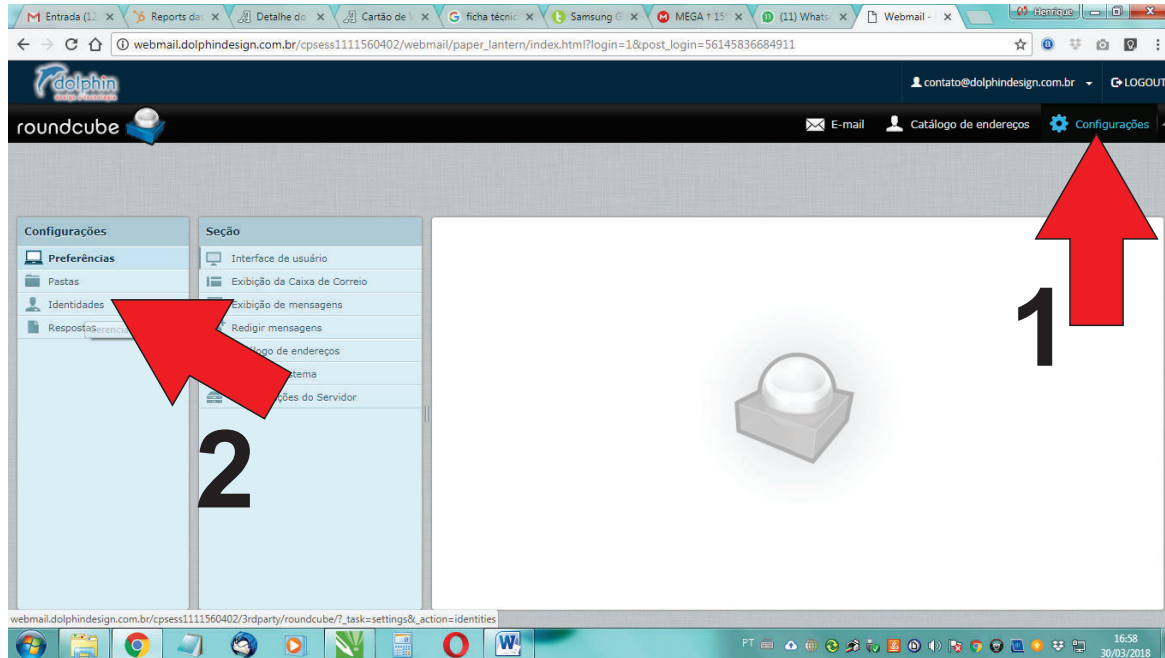 Entrada (12
Reports das
Detalhe do
Cartão de V
ficha técnic
Samsung G
MEGA
(11) Whats
Webmail -
Henrique
webmail.dolphindesign.com.br/cpsess1111560402/webmail/paper_lantern/index.html?login=1&post_login=56145836684911
dolphin
contato@dolphindesign.com.br
LOGOUT
roundcube
E-mail
Catálogo de endereços
Configurações
1
Configurações
Preferências
Pastas
Identidades
Respostas
Seção
Interface de usuário
Exibição da Caixa de Correio
Exibição de mensagens
Redigir mensagens
de endereços
ções do Servidor
2
webmail.dolphindesign.com.br/cpsess1111560402/3rdparty/roundcube/?_task=settings&_action=identities
PT
16:58
30/03/2018